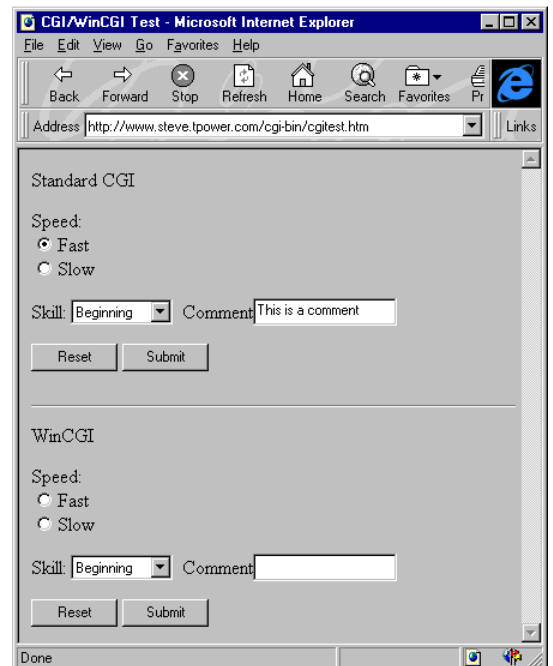 CGI/WinCGI Test - Microsoft Internet Explorer
File Edit View Go Favorites Help
Back Forward Stop Refresh Home Search Favorites Pr
Address http://www.steve.tpower.com/cgi-bin/cgitest.htm Links
Standard CGI
Speed:
Fast
Slow
Skill: Beginning Comment This is a comment
Reset Submit
WinCGI
Speed:
Fast
Slow
Skill: Beginning Comment
Reset Submit
Done